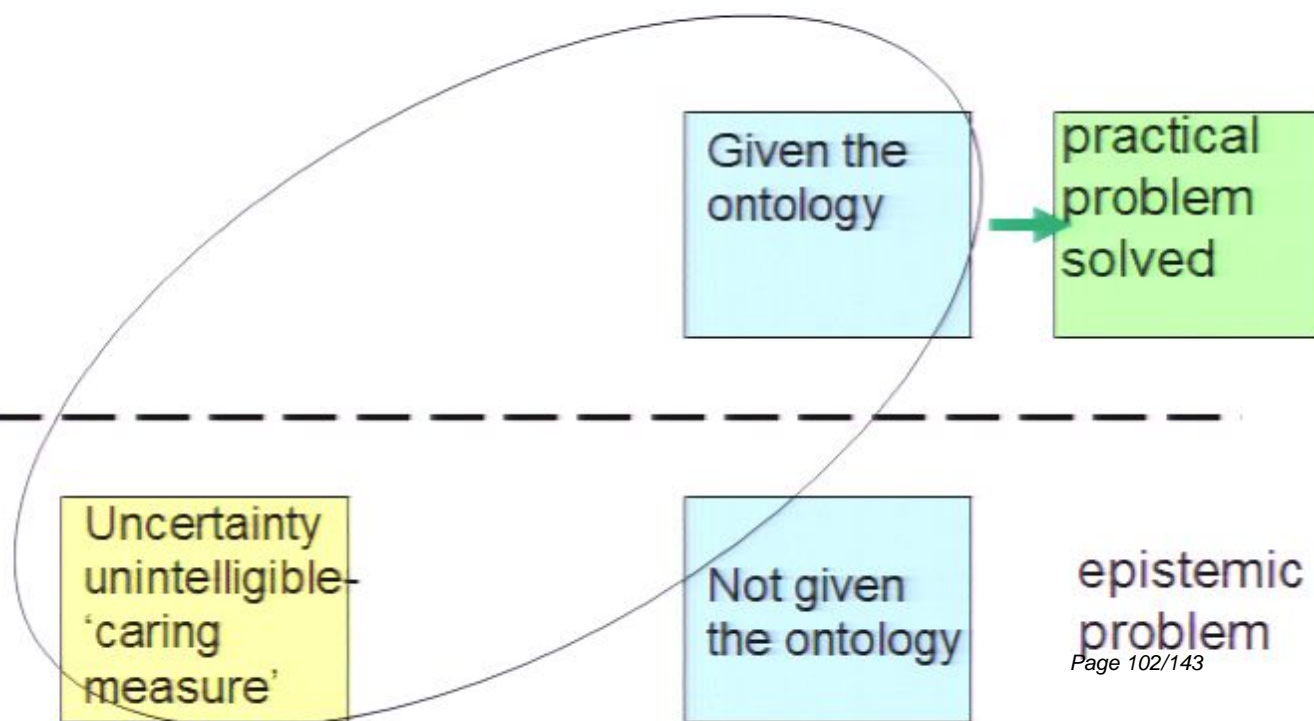 Given the
ontology
practical
problem
solved
Uncertainty
unintelligible-
‘caring
measure’
Not given
the ontology
epistemic
problem
Page 102/143